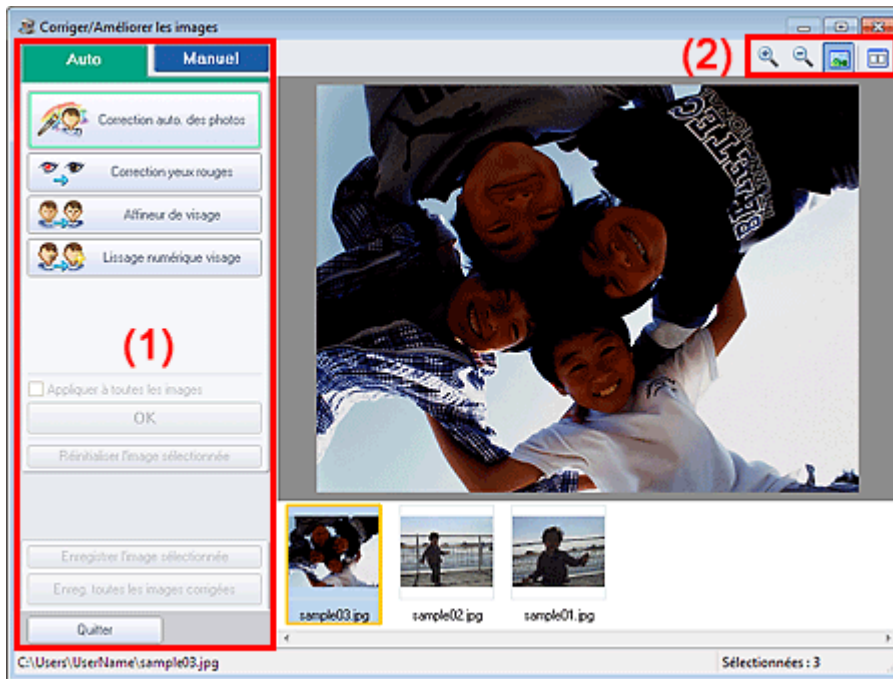 Corriger/Améliorer les images
Auto
Manuel
(2)
Correction auto. des photos
Correction yeux rouges
Affineur de visage
Lissage numérique visage
(1)
Appliquer à toutes les images
OK
Réinitialiser l'image sélectionnée
Enregistrer l'image sélectionnée
Enreg. toutes les images corrigées
Quitter
sample03.jpg
sample02.jpg
sample01.jpg
C:\Users\UserName\sample03.jpg
Sélectionnées : 3